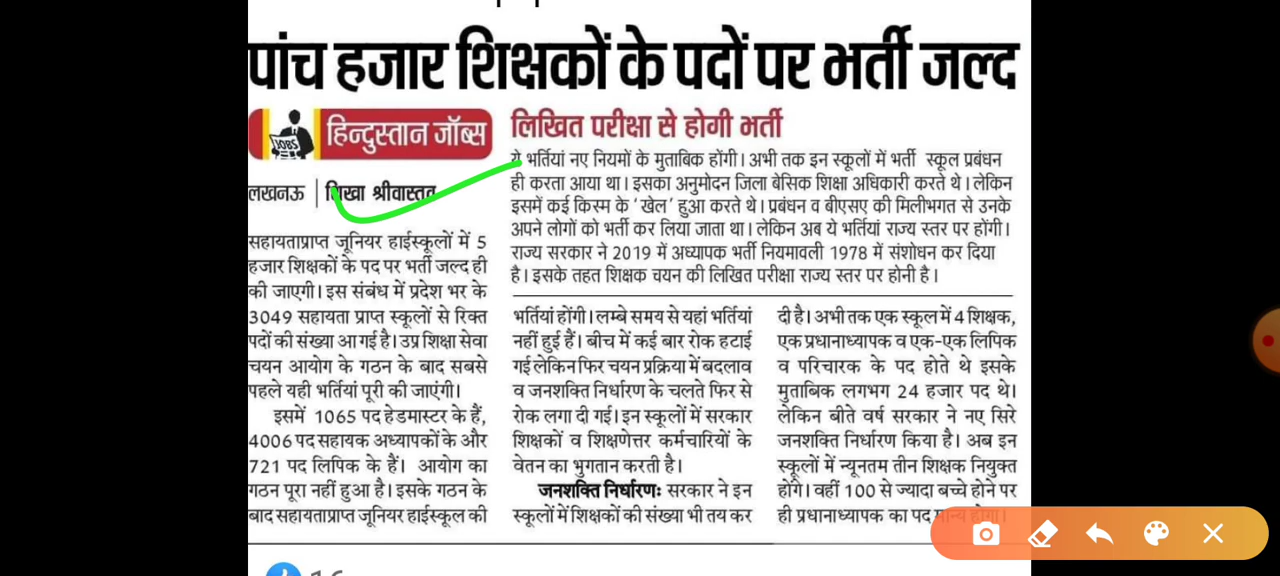 पांच हजार शिक्षकों के पदों पर भर्ती जल्द
JOBS
हिन्दुस्तान जॉब्स
लखनऊ | शिखा श्रीवास्तव
सहायताप्राप्त जूनियर हाईस्कूलों में 5
हजार शिक्षकों के पद पर भर्ती जल्द ही
की जाएगी। इस संबंध में प्रदेश भर के
3049 सहायता प्राप्त स्कूलों से रिक्त
पदों की संख्या आ गई है। उप्र शिक्षा सेवा
चयन आयोग के गठन के बाद सबसे
पहले यही भर्तियां पूरी की जाएंगी।
इसमें 1065 पद हेडमास्टर के हैं,
4006 पद सहायक अध्यापकों के और
721 पद लिपिक के हैं। आयोग का
गठन पूरा नहीं हुआ है। इसके गठन के
बाद सहायताप्राप्त जूनियर हाईस्कूल की
लिखित परीक्षा से होगी भर्ती
ये भर्तियां नए नियमों के मुताबिक होंगी। अभी तक इन स्कूलों में भर्ती स्कूल प्रबंधन
ही करता आया था। इसका अनुमोदन जिला बेसिक शिक्षा अधिकारी करते थे। लेकिन
इसमें कई किस्म के 'खेल' हुआ करते थे। प्रबंधन व बीएसए की मिलीभगत से उनके
अपने लोगों को भर्ती कर लिया जाता था। लेकिन अब ये भर्तियां राज्य स्तर पर होंगी।
राज्य सरकार ने 2019 में अध्यापक भर्ती नियमावली 1978 में संशोधन कर दिया
है। इसके तहत शिक्षक चयन की लिखित परीक्षा राज्य स्तर पर होनी है।
भर्तियां होंगी। लम्बे समय से यहां भर्तियां
नहीं हुई हैं। बीच में कई बार रोक हटाई
गई लेकिन फिर चयन प्रक्रिया में बदलाव
व जनशक्ति निर्धारण के चलते फिर से
रोक लगा दी गई। इन स्कूलों में सरकार
शिक्षकों व शिक्षणेत्तर कर्मचारियों के
वेतन का भुगतान करती है।
जनशक्ति निर्धारणः सरकार ने इन
स्कूलों में शिक्षकों की संख्या भी तय कर
दी है। अभी तक एक स्कूल में 4 शिक्षक,
एक प्रधानाध्यापक व एक-एक लिपिक
व परिचारक के पद होते थे इसके
मुताबिक लगभग 24 हजार पद थे।
लेकिन बीते वर्ष सरकार ने नए सिरे
जनशक्ति निर्धारण किया है। अब इन
स्कूलों में न्यूनतम तीन शिक्षक नियुक्त
होंगे। वहीं 100 से ज्यादा बच्चे होने पर
ही प्रधानाध्यापक का पद मान्य होगा।